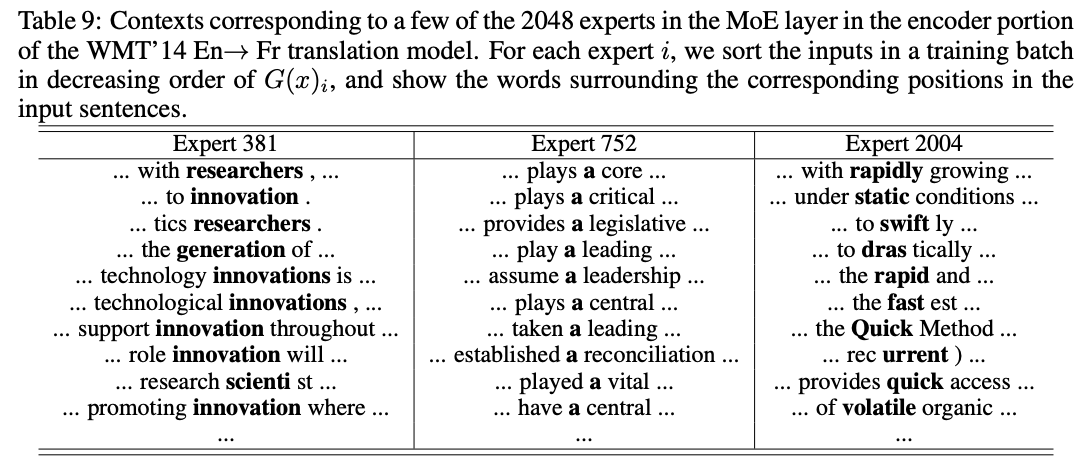 Table 9: Contexts corresponding to a few of the 2048 experts in the MoE layer in the encoder portion
of the WMT'14 En→ Fr translation model. For each expert i, we sort the inputs in a training batch
in decreasing order of G(x)i, and show the words surrounding the corresponding positions in the
input sentences.
Expert 381 Expert 752 Expert 2004
... with researchers , ... ... plays a core ... ... with rapidly growing ...
... to innovation . ... plays a critical ... ... under static conditions ...
... tics researchers . ... provides a legislative ... ... to swift ly ...
... the generation of ... ... play a leading ... ... to dras tically ...
... technology innovations is ... ... assume a leadership ... ... the rapid and ...
... technological innovations , ... ... plays a central ... ... the fast est ...
... support innovation throughout ... ... taken a leading ... ... the Quick Method ...
... role innovation will ... ... established a reconciliation ... ... rec urrent ) ...
... research scienti st ... ... played a vital ... ... provides quick access ...
... promoting innovation where ... ... have a central ... ... of volatile organic ...
... ... ...